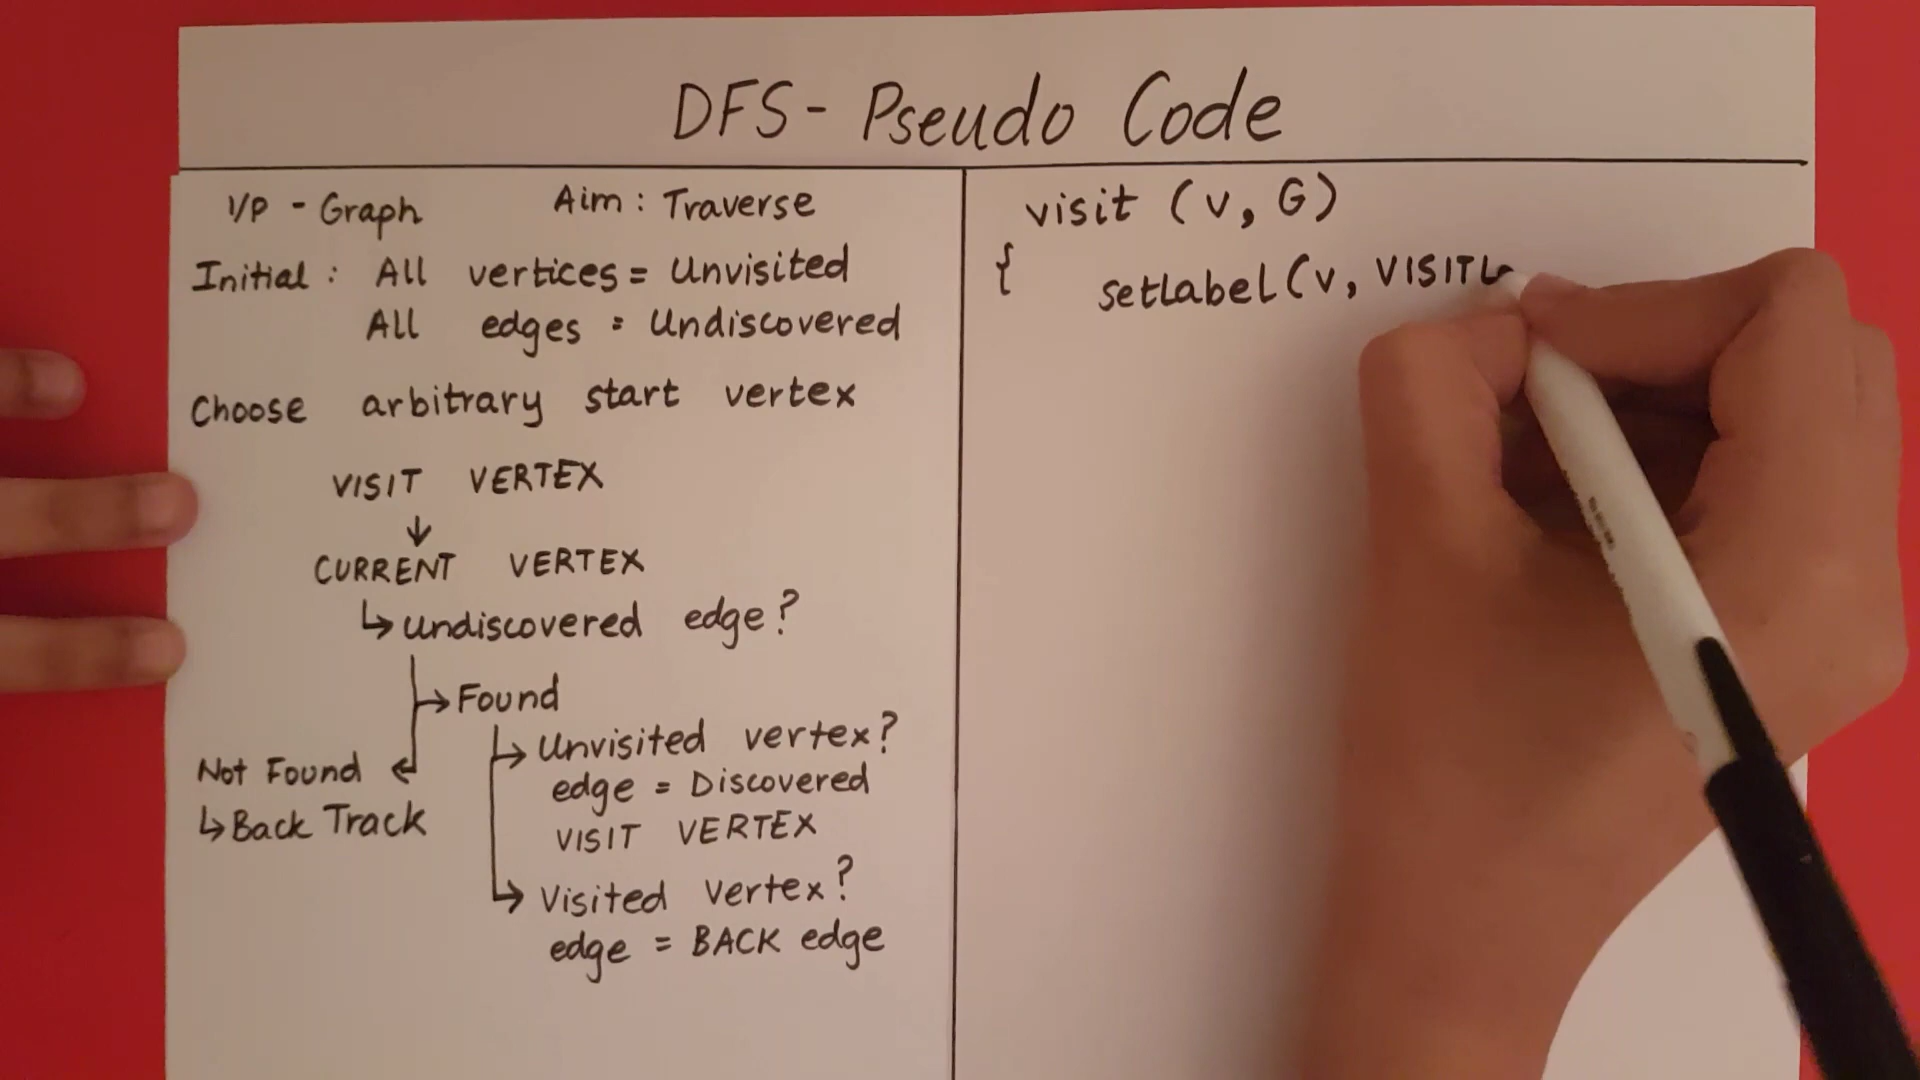 DFS - Pseudo Code
I/P - Graph Aim : Traverse
Initial : All vertices = Unvisited
All edges = Undiscovered
Choose arbitrary start vertex
VISIT VERTEX
↓
CURRENT VERTEX
↳ undiscovered edge?
→ Found
→ Unvisited vertex?
edge = Discovered
VISIT VERTEX
→ Visited vertex?
edge = BACK edge
Not Found ↵
↳ Back Track
visit (v, G)
{ setLabel(v,